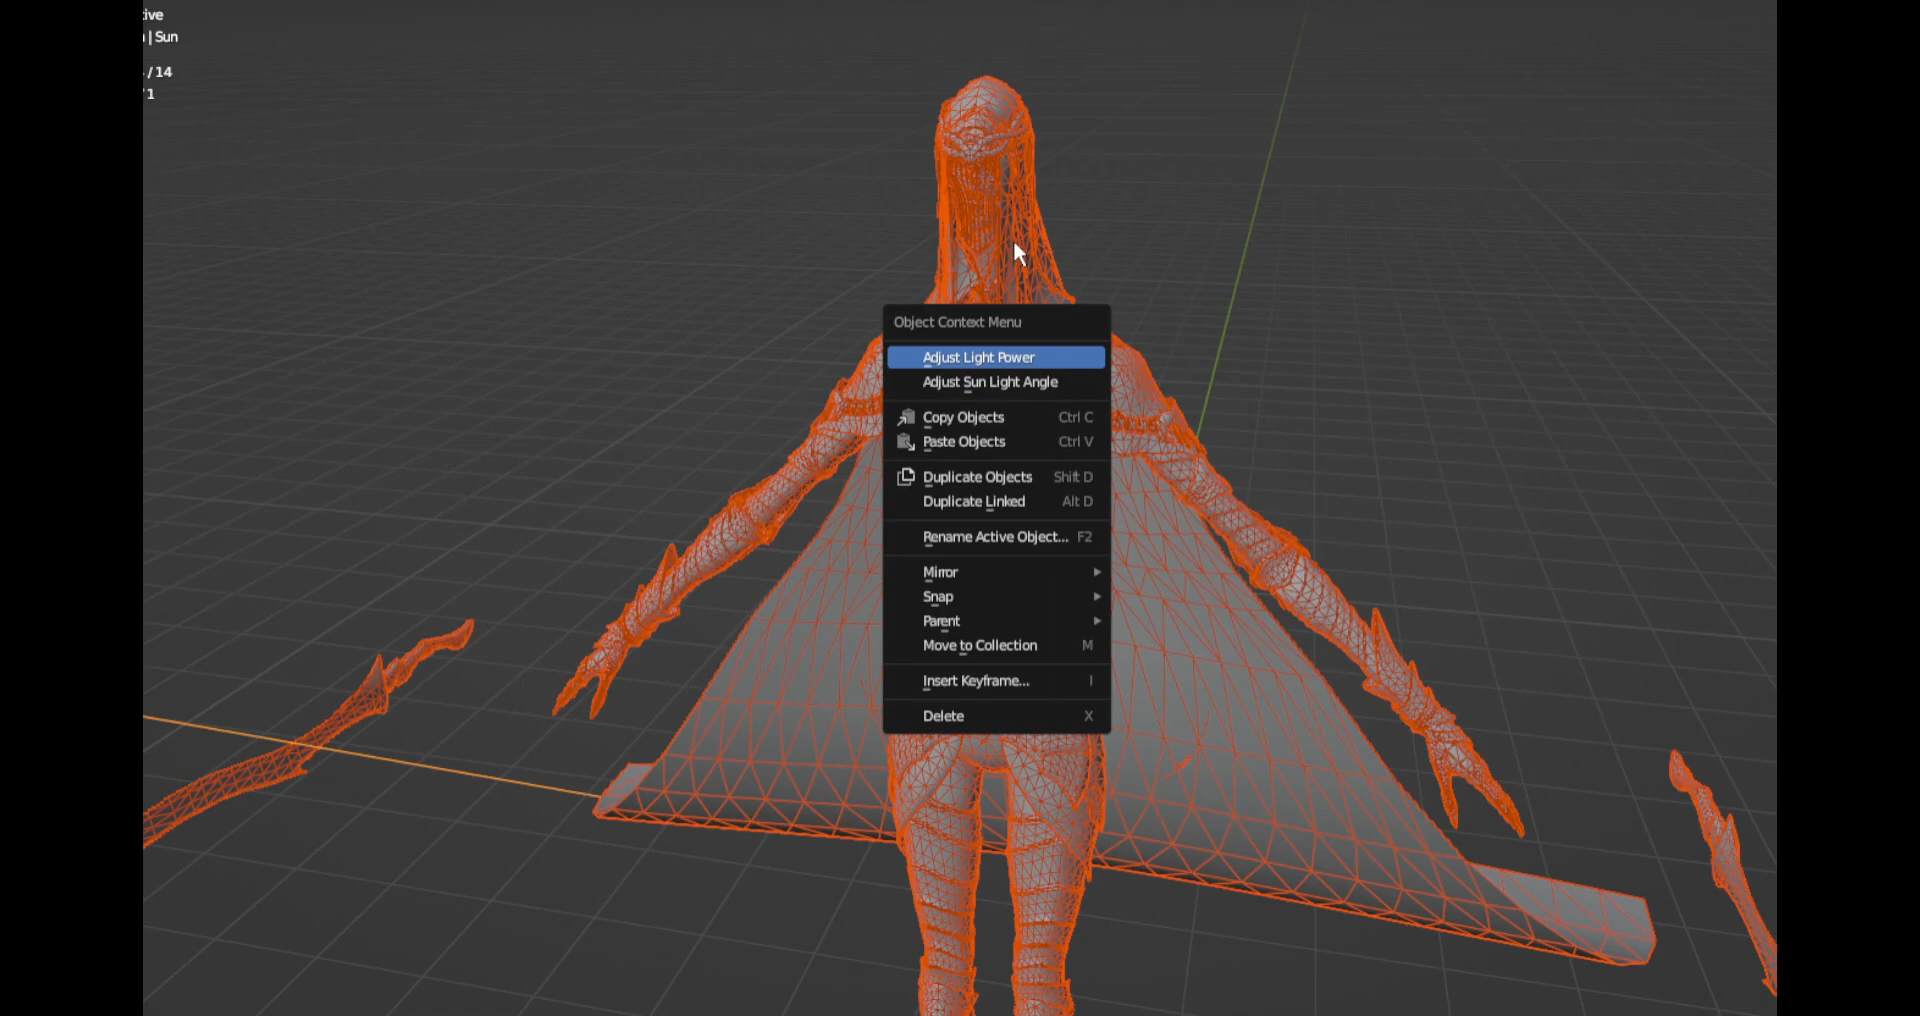 ive
| Sun
/ 14
1
Object Context Menu
Adjust Light Power
Adjust Sun Light Angle
Copy Objects Ctrl C
Paste Objects Ctrl V
Duplicate Objects Shift D
Duplicate Linked Alt D
Rename Active Object... F2
Mirror
Snap
Parent
Move to Collection M
Insert Keyframe... I
Delete X